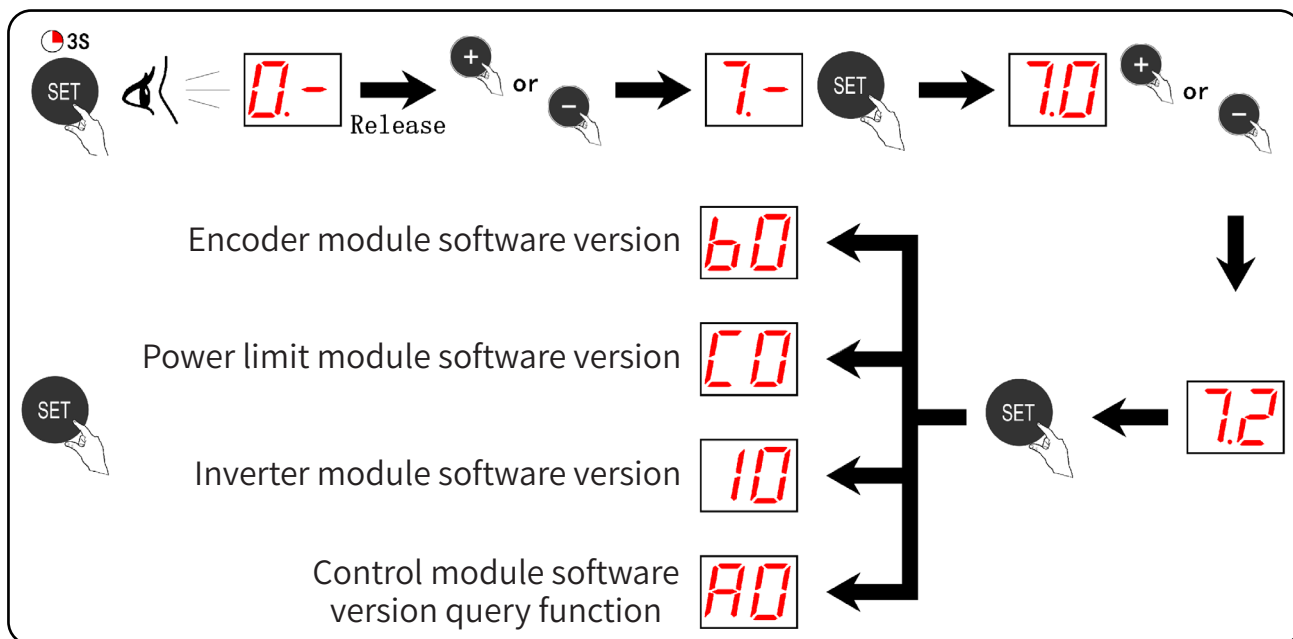 3S
SET
0.-
Release
+
or
-
7.-
SET
7.0
+
or
-
Encoder module software version
b0
Power limit module software version
C0
SET
SET
7.2
Inverter module software version
10
Control module software
version query function
A0